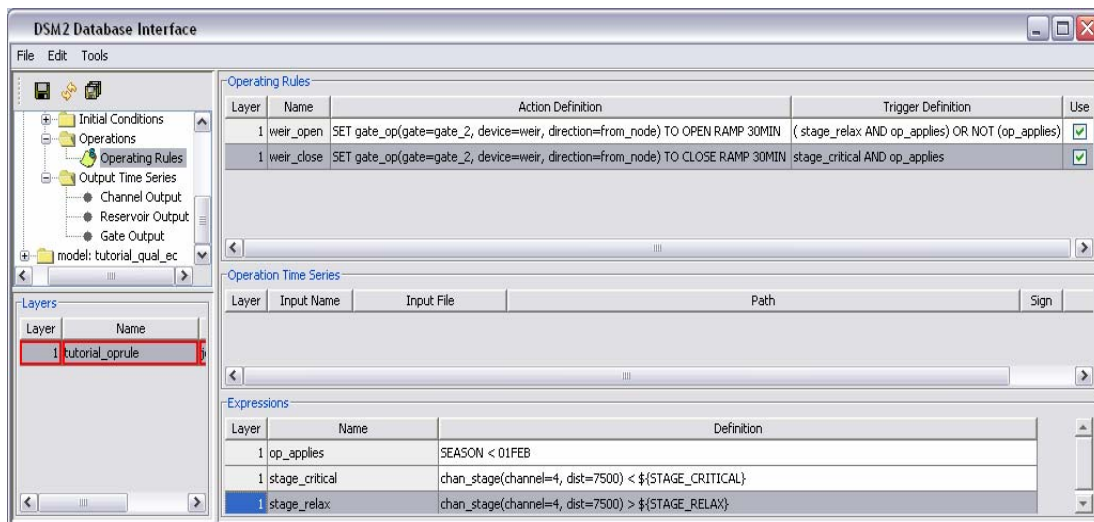 DSM2 Database Interface
File Edit Tools
Initial Conditions
Operations
Operating Rules
Output Time Series
Channel Output
Reservoir Output
Gate Output
model: tutorial_qual_ec
Layers
Layer Name
1 tutorial_oprule
Operating Rules
Layer Name Action Definition Trigger Definition Use
1 weir_open SET gate_op(gate=gate_2, device=weir, direction=from_node) TO OPEN RAMP 30MIN ( stage_relax AND op_applies) OR NOT (op_applies)
1 weir_close SET gate_op(gate=gate_2, device=weir, direction=from_node) TO CLOSE RAMP 30MIN stage_critical AND op_applies
Operation Time Series
Layer Input Name Input File Path Sign
Expressions
Layer Name Definition
1 op_applies SEASON < 01FEB
1 stage_critical chan_stage(channel=4, dist=7500) < ${STAGE_CRITICAL}
1 stage_relax chan_stage(channel=4, dist=7500) > ${STAGE_RELAX}